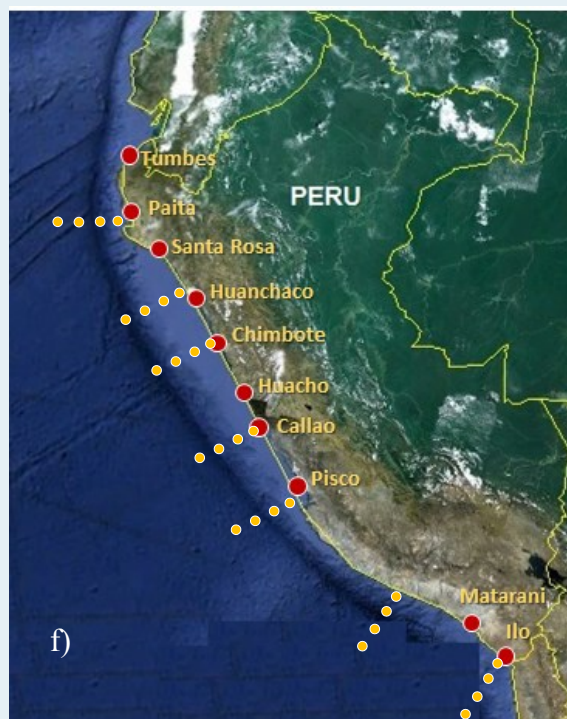 Tumbes
PERU
Paita
Santa Rosa
Huanchaco
Chimbote
Huacho
Callao
Pisco
Matarani
Ilo
f)